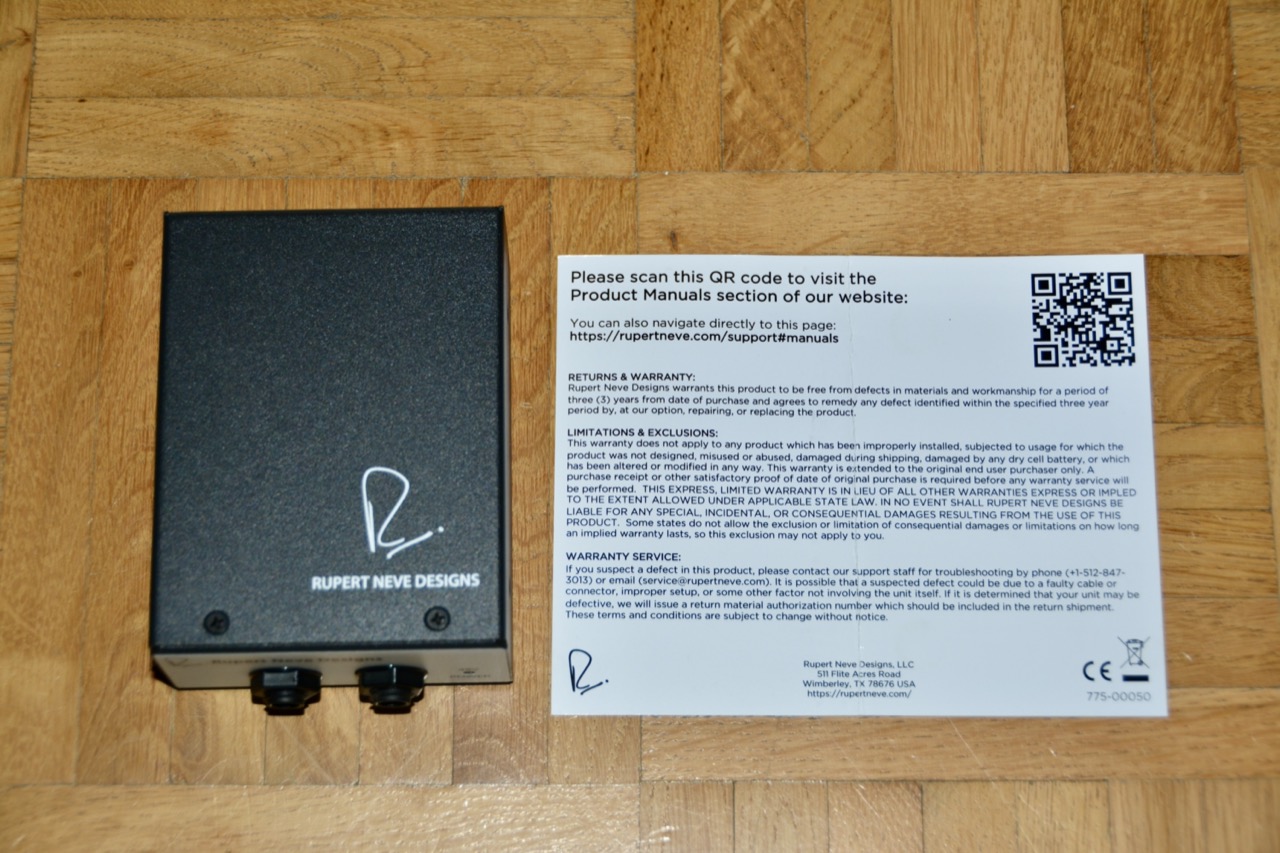 RUPERT NEVE DESIGNS
Rupert Neve Designs
Please scan this QR code to visit the
Product Manuals section of our website:
You can also navigate directly to this page:
https://rupertneve.com/support#manuals
RETURNS & WARRANTY:
Rupert Neve Designs warrants this product to be free from defects in materials and workmanship for a period of
three (3) years from date of purchase and agrees to remedy any defect identified within the specified three year
period by, at our option, repairing, or replacing the product.
LIMITATIONS & EXCLUSIONS:
This warranty does not apply to any product which has been improperly installed, subjected to usage for which the
product was not designed, misused or abused, damaged during shipping, damaged by any dry cell battery, or which
has been altered or modified in any way. This warranty is extended to the original end user purchaser only. A
purchase receipt or other satisfactory proof of date of original purchase is required before any warranty service will
be performed. THIS EXPRESS, LIMITED WARRANTY IS IN LIEU OF ALL OTHER WARRANTIES EXPRESS OR IMPLED
TO THE EXTENT ALLOWED UNDER APPLICABLE STATE LAW. IN NO EVENT SHALL RUPERT NEVE DESIGNS BE
LIABLE FOR ANY SPECIAL, INCIDENTAL, OR CONSEQUENTIAL DAMAGES RESULTING FROM THE USE OF THIS
PRODUCT. Some states do not allow the exclusion or limitation of consequential damages or limitations on how long
an implied warranty lasts, so this exclusion may not apply to you.
WARRANTY SERVICE:
If you suspect a defect in this product, please contact our support staff for troubleshooting by phone (+1-512-847-
3013) or email (service@rupertneve.com). It is possible that a suspected defect could be due to a faulty cable or
connector, improper setup, or some other factor not involving the unit itself. If it is determined that your unit may be
defective, we will issue a return material authorization number which should be included in the return shipment.
These terms and conditions are subject to change without notice.
Rupert Neve Designs, LLC
511 Flite Acres Road
Wimberley, TX 78676 USA
https://rupertneve.com/
CE
775-00050